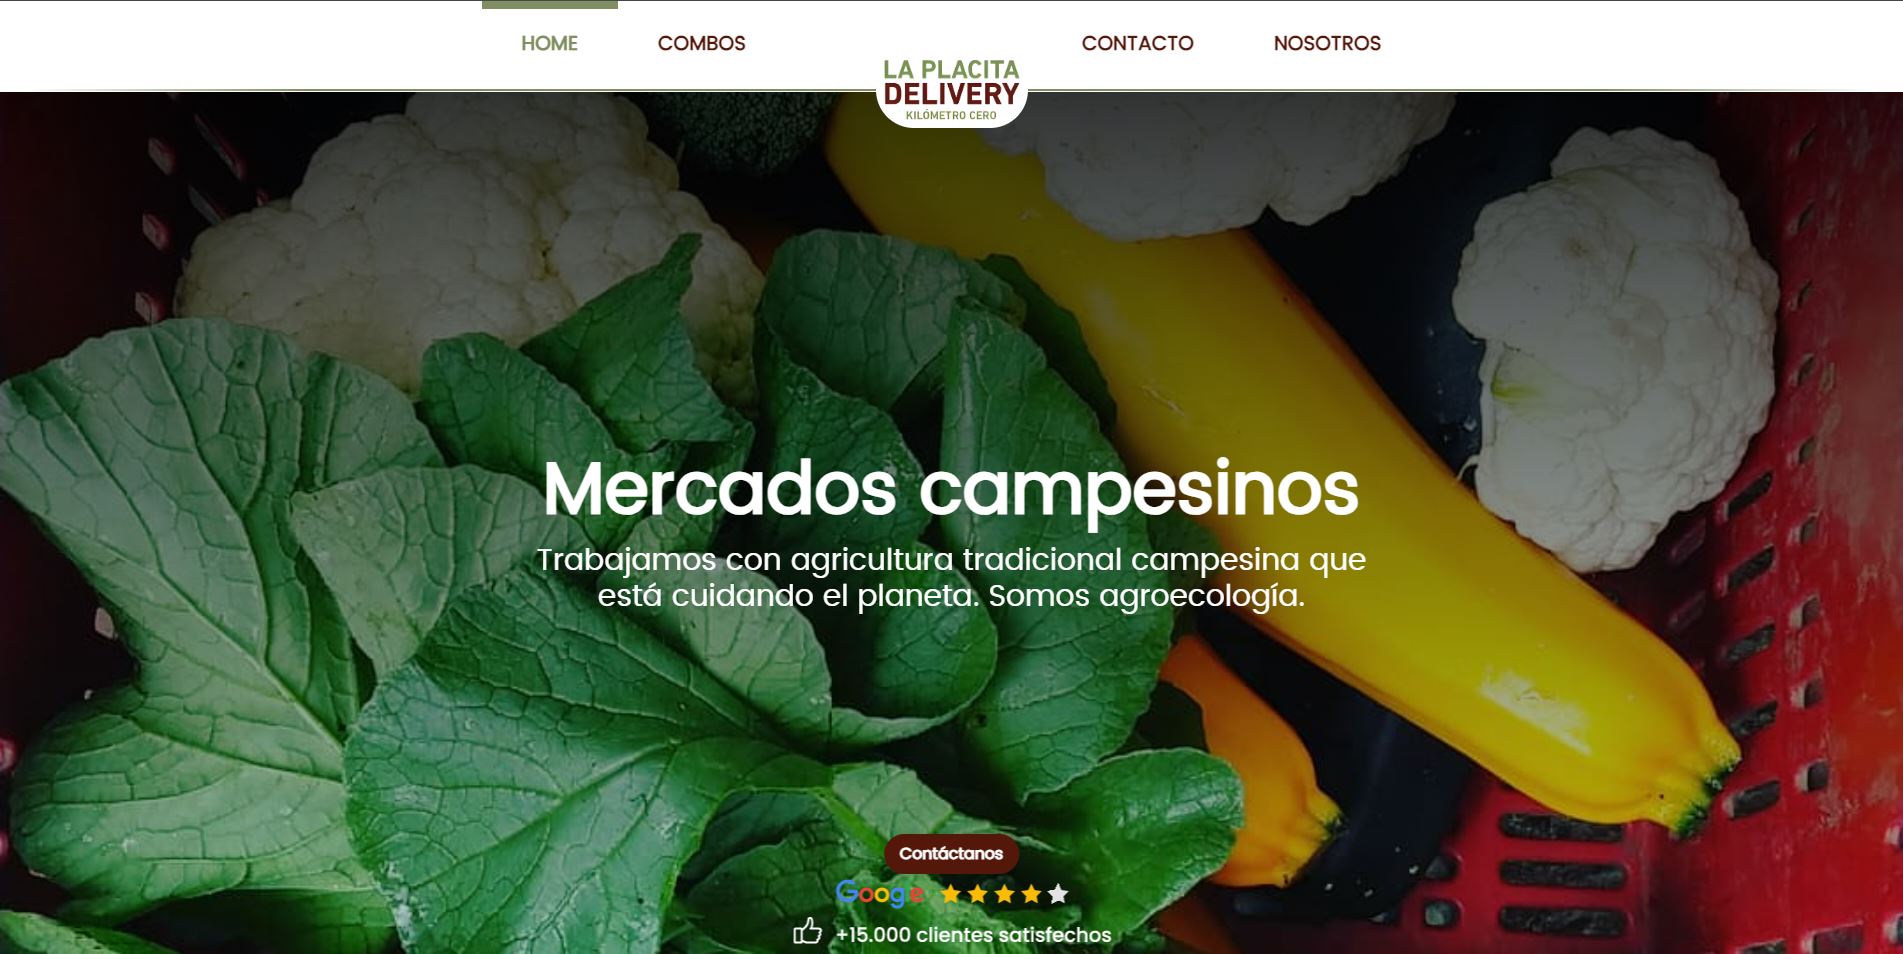 HOME
COMBOS
LA PLACITA
DELIVERY
KILÓMETRO CERO
CONTACTO
NOSOTROS
Mercados campesinos
Trabajamos con agricultura tradicional campesina que
está cuidando el planeta. Somos agroecología.
Contáctanos
Google
+15.000 clientes satisfechos